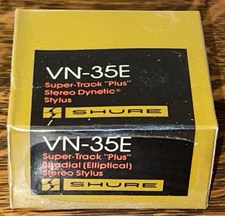 VN-35E
Super-Track "Plus"
Stereo Dynetic®
Stylus
SHURE
VN-35E
Super-Track "Plus"
Biradial (Elliptical)
Stereo Stylus
SHURE